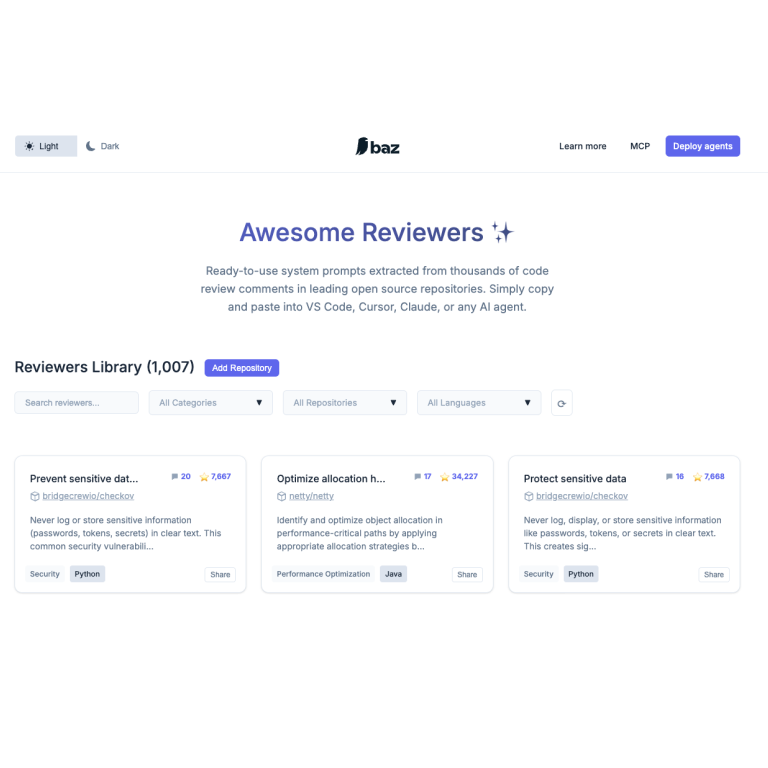 Light Dark baz Learn more MCP Deploy agents
Awesome Reviewers
Ready-to-use system prompts extracted from thousands of code
review comments in leading open source repositories. Simply copy
and paste into VS Code, Cursor, Claude, or any AI agent.
Reviewers Library (1,007) Add Repository
Search reviewers... All Categories All Repositories All Languages
Prevent sensitive dat... 20 7,667
bridgecrewio/checkov
Never log or store sensitive information
(passwords, tokens, secrets) in clear text. This
common security vulnerabili...
Security Python Share
Optimize allocation h... 17 34,227
netty/netty
Identify and optimize object allocation in
performance-critical paths by applying
appropriate allocation strategies b...
Performance Optimization Java Share
Protect sensitive data 16 7,668
bridgecrewio/checkov
Never log, display, or store sensitive information
like passwords, tokens, or secrets in clear text.
This creates sig...
Security Python Share